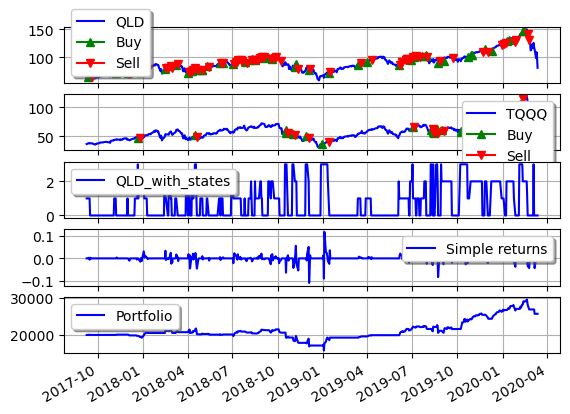 150
100
QLD
Buy
Sell
100
50
TQQQ
Buy
Sell
2
0
QLD_with_states
0.1
0.0
−0.1
Simple returns
30000
20000
Portfolio
2017-10 2018-01 2018-04 2018-07 2018-10 2019-01 2019-04 2019-07 2019-10 2020-01 2020-04